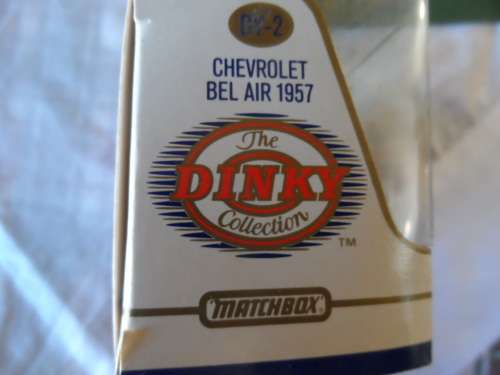 DY-2
CHEVROLET
BEL AIR 1957
The
DINKY
Collection
TM
MATCHBOX